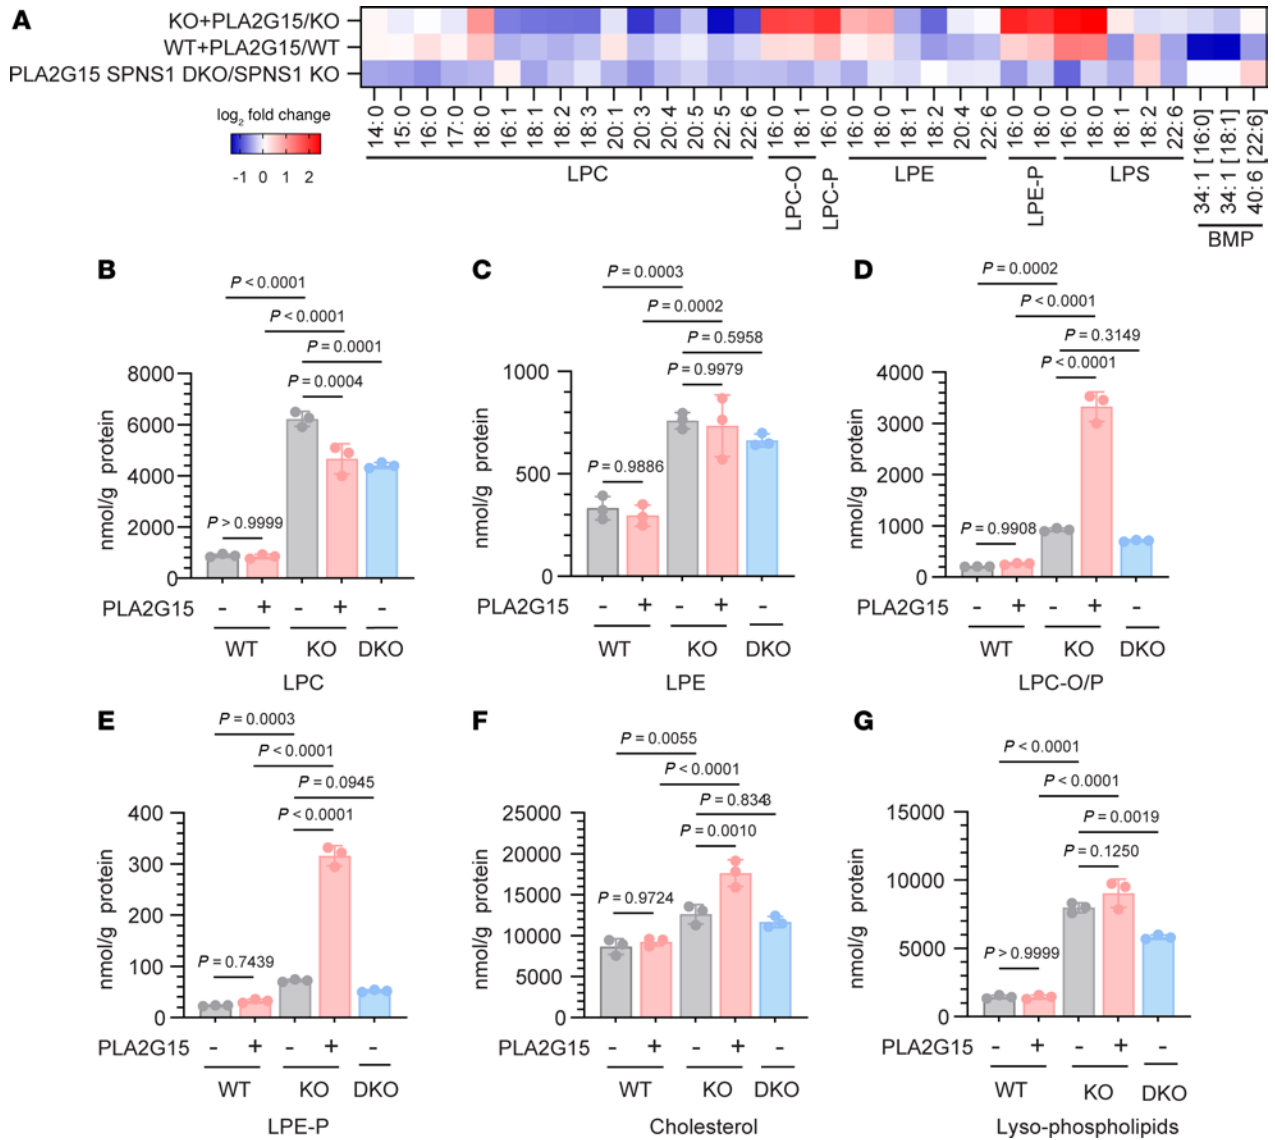 A
KO+PLA2G15/KO
WT+PLA2G15/WT
PLA2G15 SPNS1 DKO/SPNS1 KO
log2 fold change
-1 0 1 2
14:0 15:0 16:0 17:0 18:0 16:1 18:1 18:2 18:3 20:1 20:3 20:4 20:5 22:5 22:6 16:0 18:1 16:0 16:0 18:0 18:1 18:2 20:4 22:6 16:0 18:0 16:0 18:0 18:1 18:2 22:6 34:1 [16:0] 34:1 [18:1] 40:6 [22:6]
LPC LPC-O LPC-P LPE LPE-P LPS BMP
B
P < 0.0001
P < 0.0001
P = 0.0001
P = 0.0004
P > 0.9999
nmol/g protein
8000
6000
4000
2000
0
PLA2G15 - + - + -
WT KO DKO
LPC
C
P = 0.0003
P = 0.0002
P = 0.5958
P = 0.9979
P = 0.9886
nmol/g protein
1000
500
0
PLA2G15 - + - + -
WT KO DKO
LPE
D
P = 0.0002
P < 0.0001
P = 0.3149
P < 0.0001
P = 0.9908
nmol/g protein
4000
3000
2000
1000
0
PLA2G15 - + - + -
WT KO DKO
LPC-O/P
E
P = 0.0003
P < 0.0001
P = 0.0945
P < 0.0001
P = 0.7439
nmol/g protein
400
300
200
100
0
PLA2G15 - + - + -
WT KO DKO
LPE-P
F
P = 0.0055
P < 0.0001
P = 0.8343
P = 0.0010
P = 0.9724
nmol/g protein
25000
20000
15000
10000
5000
0
PLA2G15 - + - + -
WT KO DKO
Cholesterol
G
P < 0.0001
P < 0.0001
P = 0.0019
P = 0.1250
P > 0.9999
nmol/g protein
15000
10000
5000
0
PLA2G15 - + - + -
WT KO DKO
Lyso-phospholipids